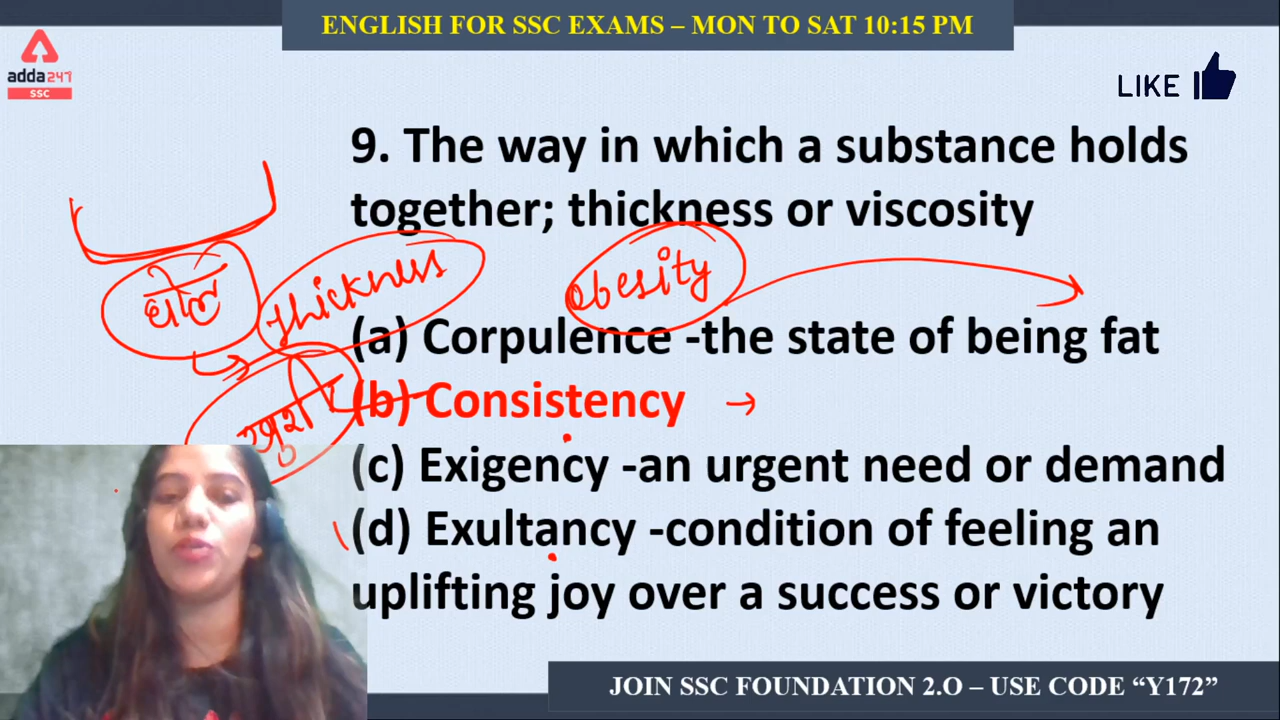 ENGLISH FOR SSC EXAMS – MON TO SAT 10:15 PM
adda247
SSC
LIKE
9. The way in which a substance holds
together; thickness or viscosity
घोल
thickness
obesity
(a) Corpulence -the state of being fat
(b) Consistency →
(c) Exigency -an urgent need or demand
(d) Exultancy -condition of feeling an
uplifting joy over a success or victory
JOIN SSC FOUNDATION 2.O – USE CODE “Y172”